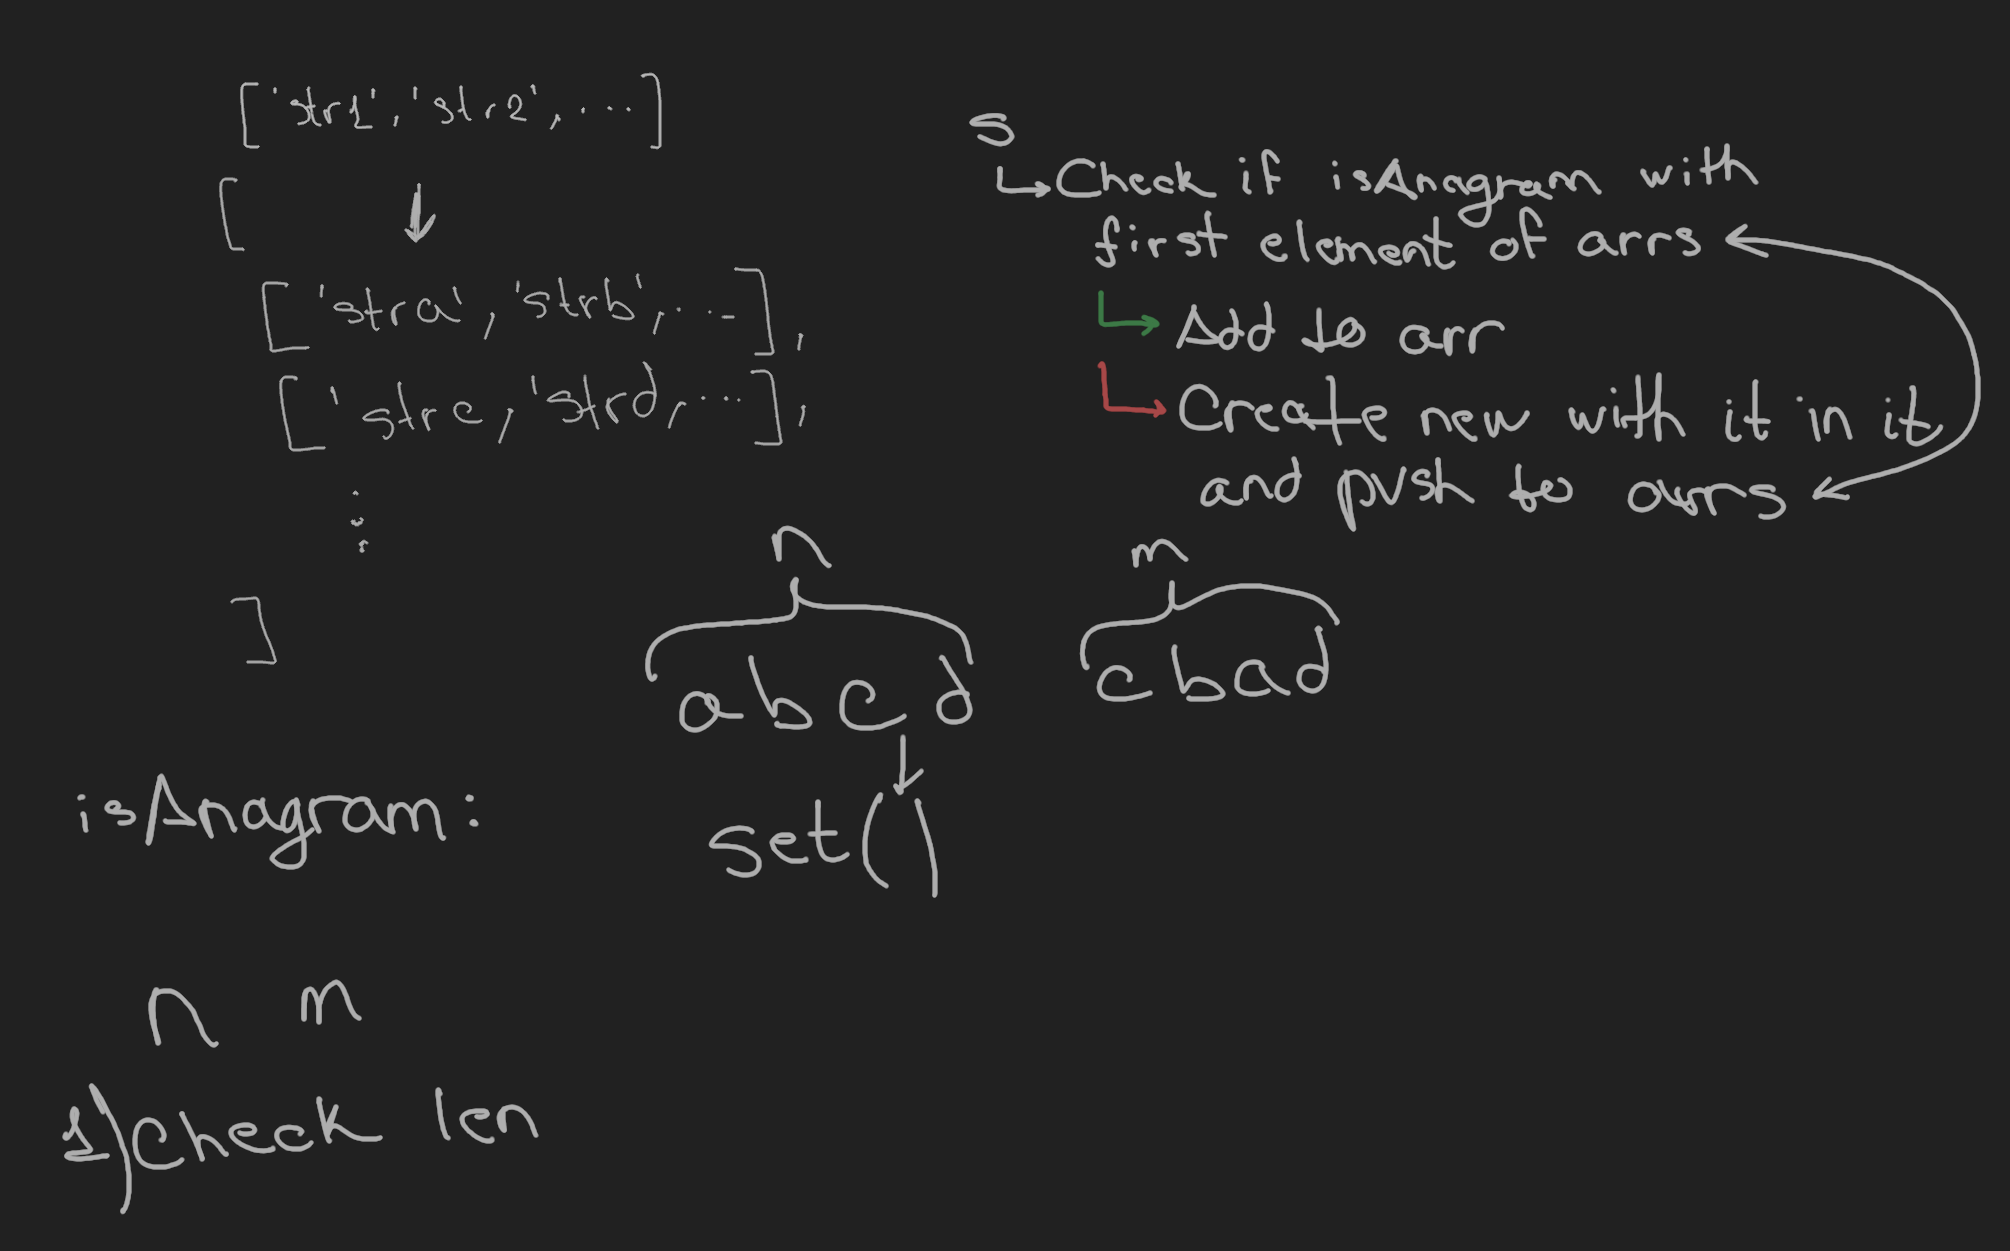 ['str1', 'str2', ...]
[
['stra', 'strb', ...],
['strc, 'strd, ...],
⋮
]
s
Check if isAnagram with
first element of arrs
Add to arr
Create new with it in it
and push to arrs
n m
abcd cbad
set()
isAnagram:
n m
1) Check len